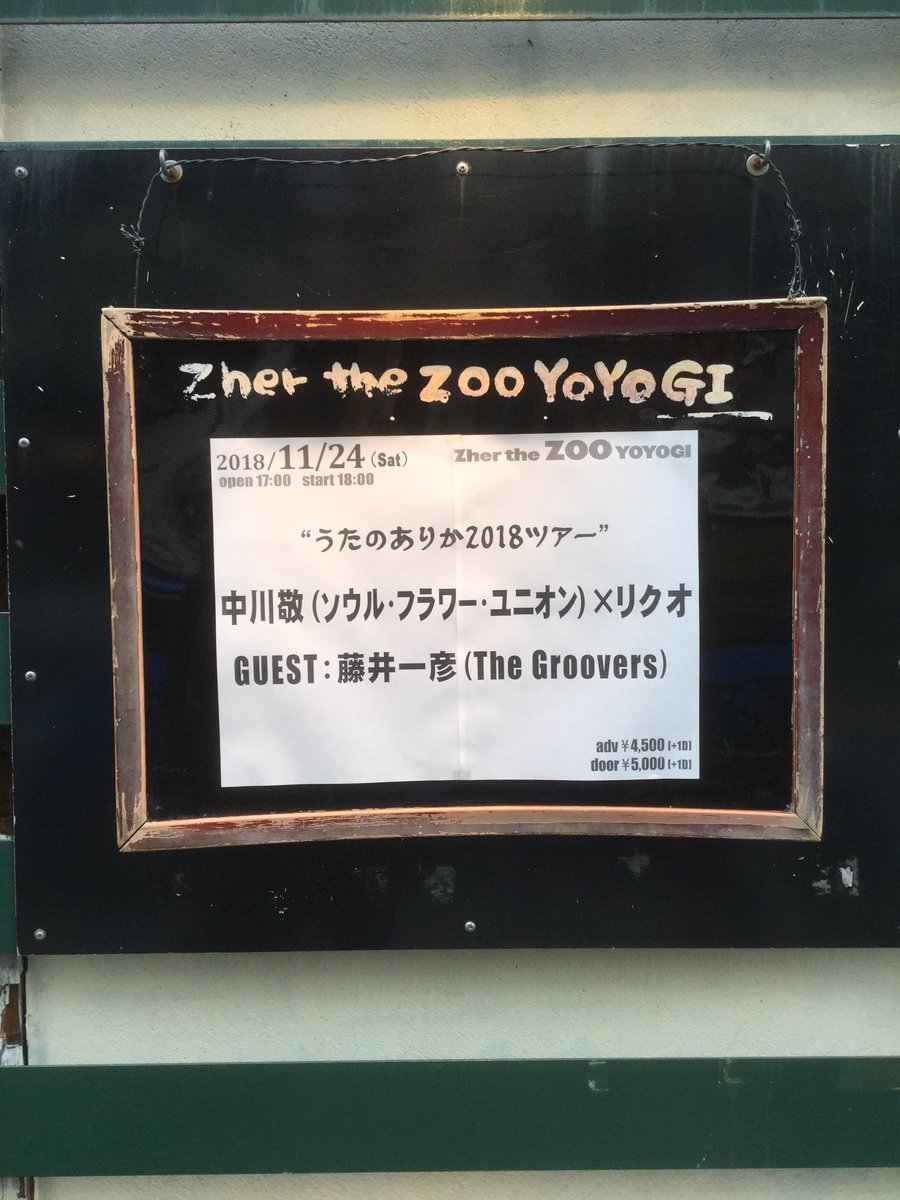 Zher the ZOO YOYOGI
2018/11/24 (Sat)
Zher the ZOO YOYOGI
open 17:00 start 18:00
“うたのありか2018ツアー”
中川敬(ソウル・フラワー・ユニオン)×リクオ
GUEST:藤井一彦(The Groovers)
adv¥4,500[+1D]
door¥5,000[+1D]